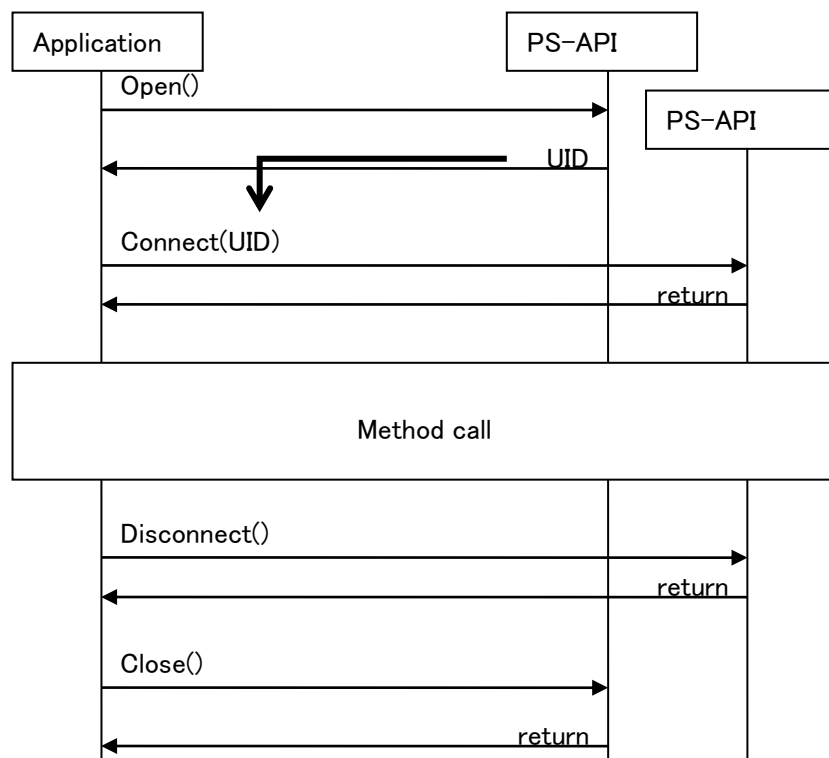 Application
PS-API
Open()
PS-API
UID
Connect(UID)
return
Method call
Disconnect()
return
Close()
return